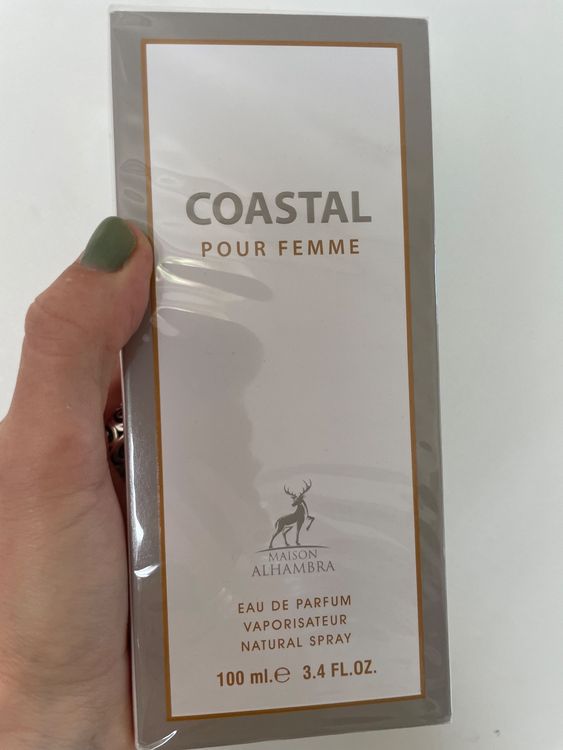 COASTAL
POUR FEMME
MAISON
ALHAMBRA
EAU DE PARFUM
VAPORISATEUR
NATURAL SPRAY
100 ml.℮ 3.4 FL.OZ.